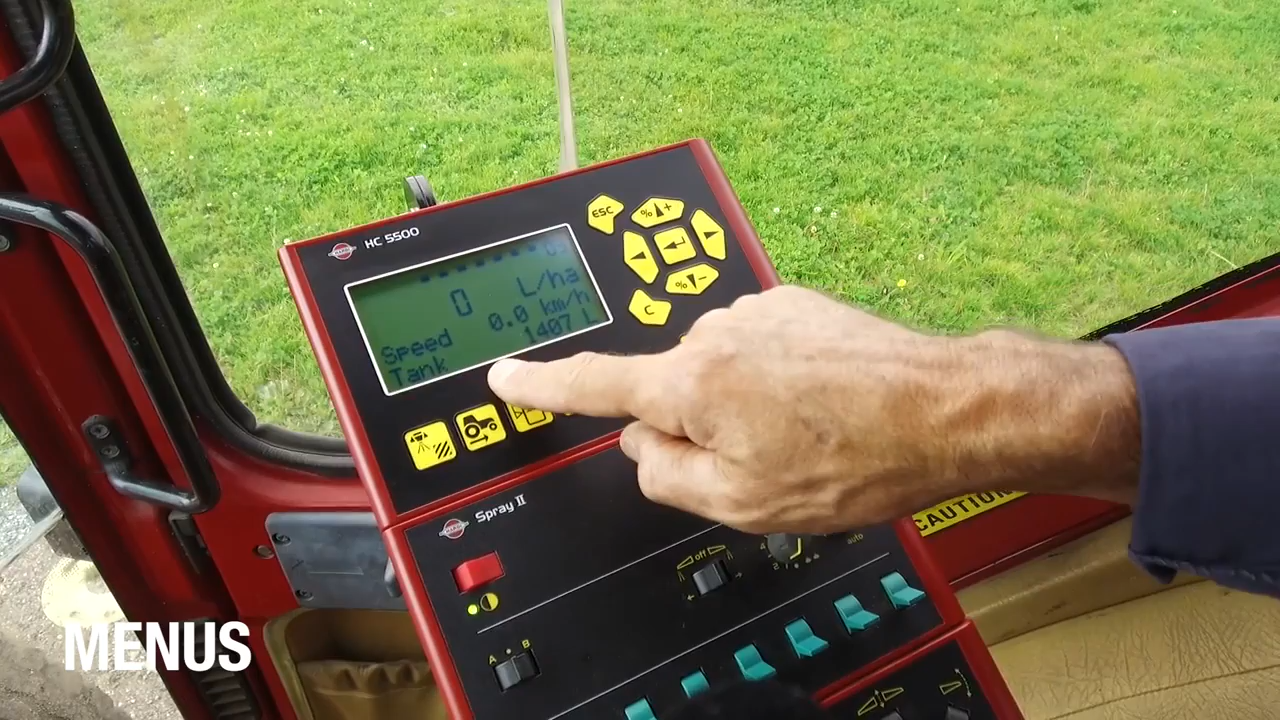 HC 5500
ESC
%
+
%
-
C
0 L/ha
Speed 0.0 km/h
Tank 1407 L
Spray II
off
auto
A B
CAUTION
MENUS